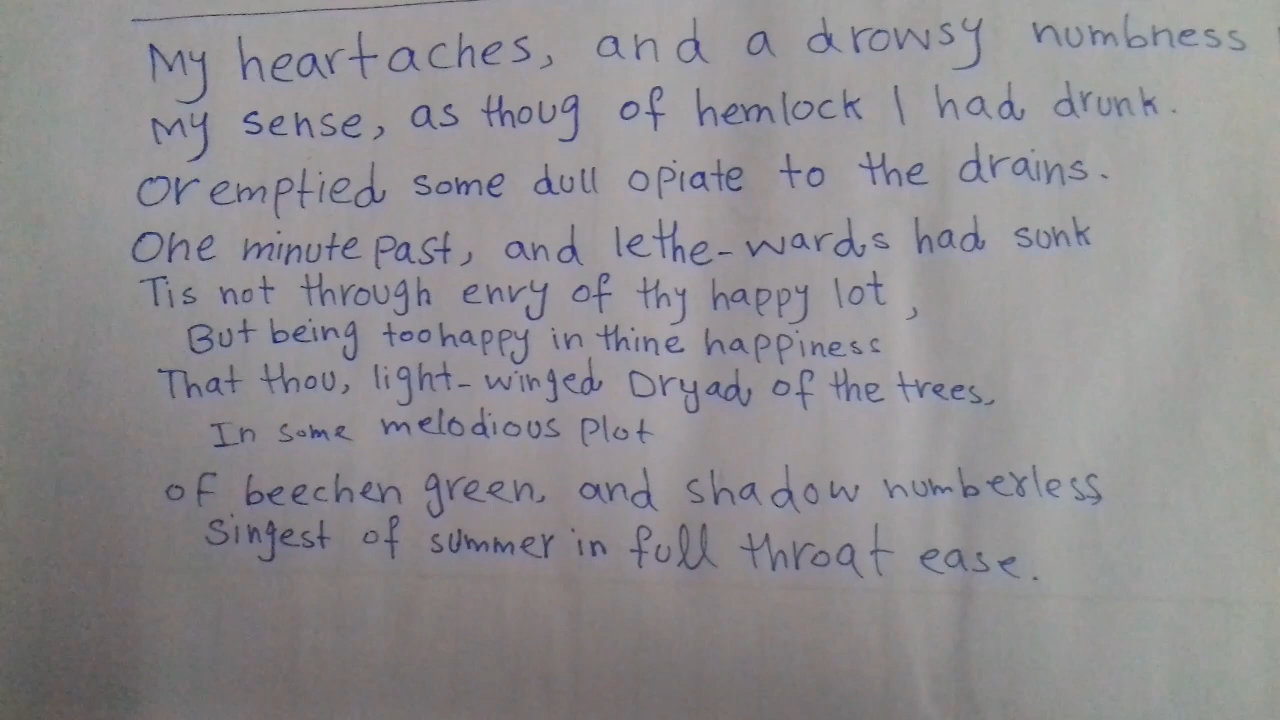 My heartaches, and a drowsy numbness
My sense, as thoug of hemlock I had drunk.
Or emptied some dull opiate to the drains.
One minute past, and lethe-wards had sunk
Tis not through envy of thy happy lot,
But being too happy in thine happiness
That thou, light-winged Dryad of the trees,
In some melodious plot
of beechen green, and shadow numberless
Singest of summer in full throat ease.